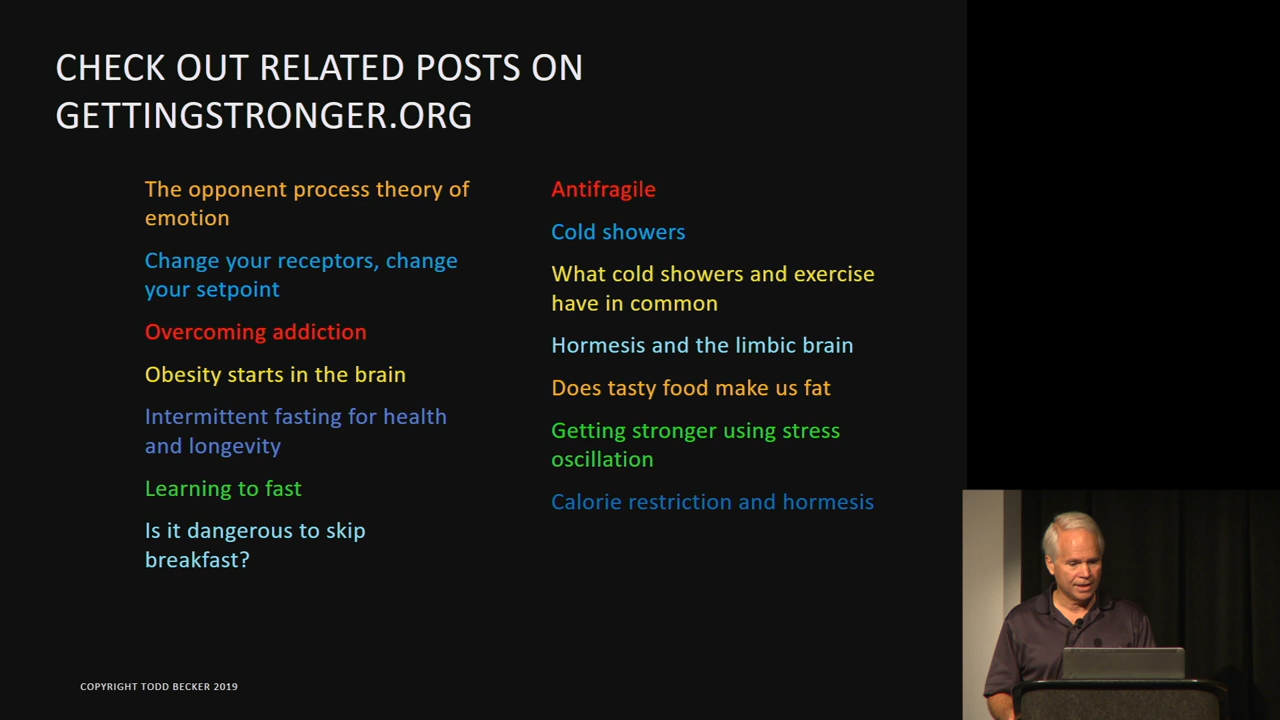 CHECK OUT RELATED POSTS ON
GETTINGSTRONGER.ORG
The opponent process theory of
emotion
Change your receptors, change
your setpoint
Overcoming addiction
Obesity starts in the brain
Intermittent fasting for health
and longevity
Learning to fast
Is it dangerous to skip
breakfast?
Antifragile
Cold showers
What cold showers and exercise
have in common
Hormesis and the limbic brain
Does tasty food make us fat
Getting stronger using stress
oscillation
Calorie restriction and hormesis
COPYRIGHT TODD BECKER 2019